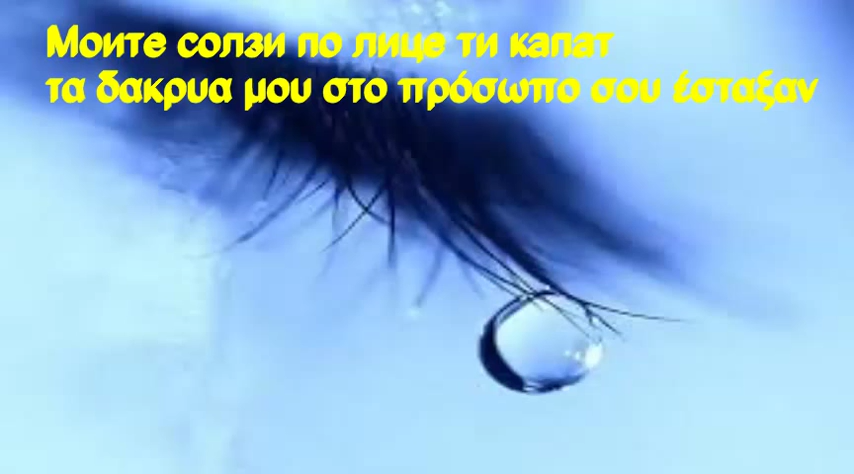 Моите солзи по лице ти капат
τα δακρυα μου στο πρόσωπο σου έσταξαν